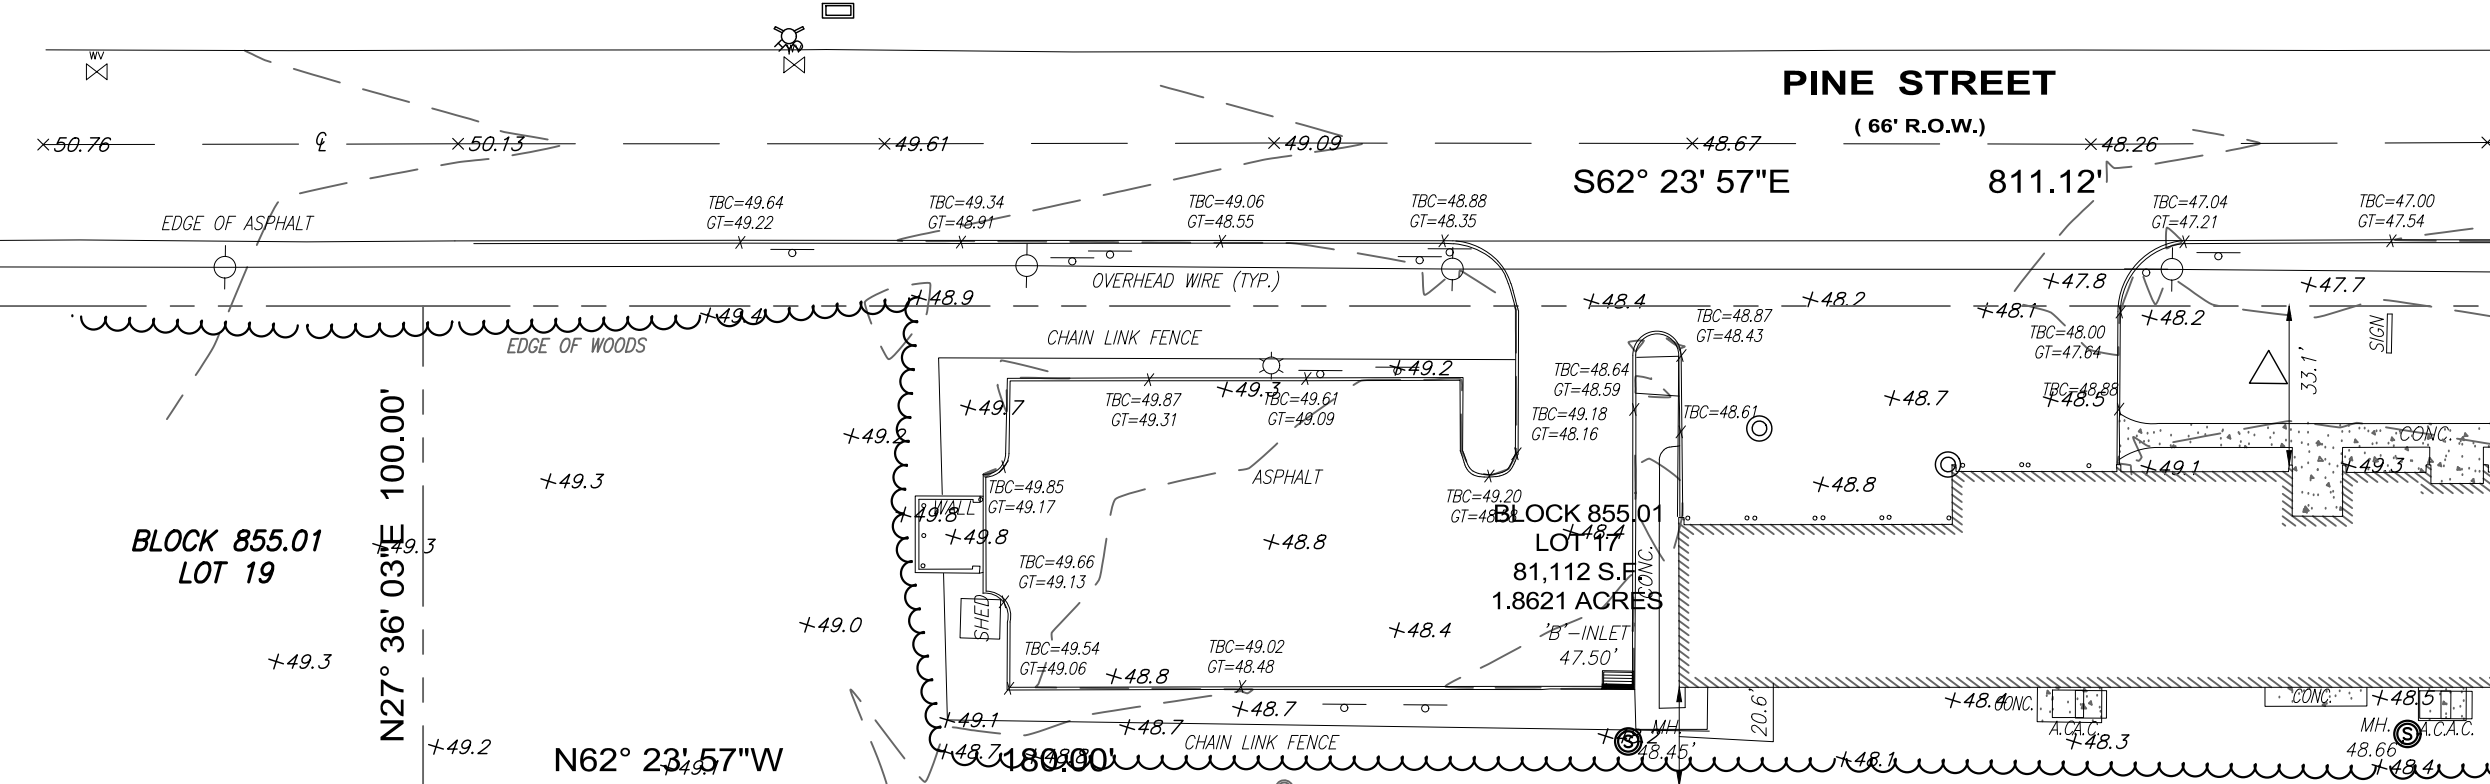 WV
PINE STREET
( 66' R.O.W.)
50.76
℄
50.13
49.61
49.09
48.67
48.26
S62° 23' 57"E
811.12'
EDGE OF ASPHALT
TBC=49.64
GT=49.22
TBC=49.34
GT=48.91
TBC=49.06
GT=48.55
TBC=48.88
GT=48.35
TBC=47.04
GT=47.21
TBC=47.00
GT=47.54
OVERHEAD WIRE (TYP.)
+48.9
+49.4
+48.4
+48.2
+47.8
+47.7
+48.1
+48.2
EDGE OF WOODS
CHAIN LINK FENCE
TBC=48.87
GT=48.43
TBC=48.00
GT=47.64
SIGN
33.1'
+49.2
+49.3
TBC=48.64
GT=48.59
TBC=48.88
+48.5
+48.7
+49.7
TBC=49.87
GT=49.31
TBC=49.61
GT=49.09
TBC=49.18
GT=48.16
TBC=48.61
+49.2
CONC.
+49.1
+49.3
N27° 36' 03"E 100.00'
+49.3
ASPHALT
+48.8
TBC=49.85
GT=49.17
WALL
+49.8
+49.8
TBC=49.20
BLOCK 855.01
LOT 17
81,112 S.F.
1.8621 ACRES
+48.4
CONC.
BLOCK 855.01
LOT 19
+49.3
+48.8
TBC=49.66
GT=49.13
SHED
+49.0
+48.4
'B'-INLET
47.50'
+49.3
TBC=49.54
GT=49.06
TBC=49.02
GT=48.48
+48.8
+48.7
+49.1
+48.7
20.6'
+48.4
CONC.
A.C.
A.C.
+48.3
CONC.
+48.5
A.C.
A.C.
MH.
48.66
MH.
48.45'
+49.2
N62° 23' 57"W
180.00'
+49.1
+48.7
+48.8
CHAIN LINK FENCE
+48.1
+48.4